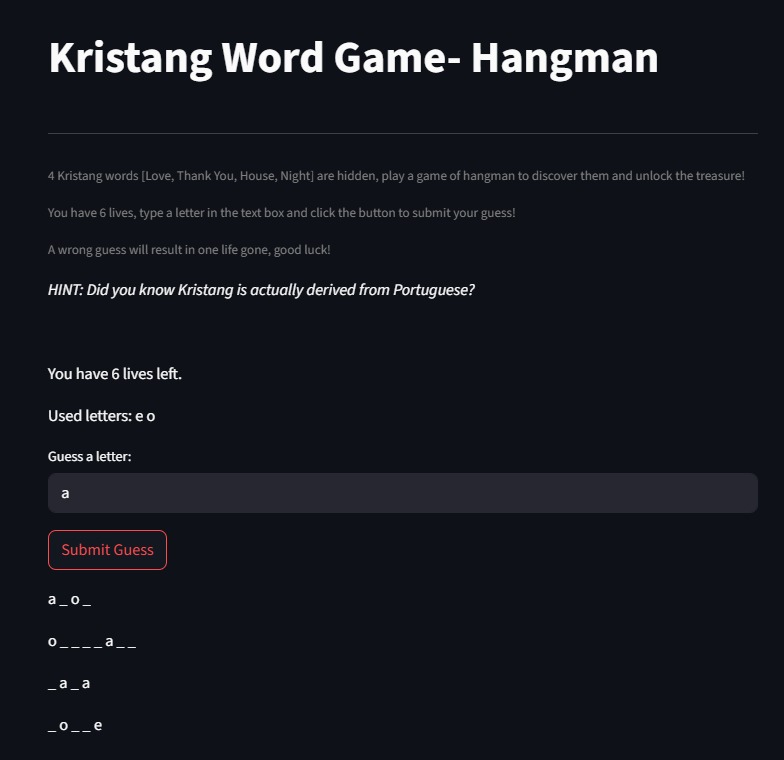 Kristang Word Game- Hangman
4 Kristang words [Love, Thank You, House, Night] are hidden, play a game of hangman to discover them and unlock the treasure!
You have 6 lives, type a letter in the text box and click the button to submit your guess!
A wrong guess will result in one life gone, good luck!
HINT: Did you know Kristang is actually derived from Portuguese?
You have 6 lives left.
Used letters: e o
Guess a letter:
a
Submit Guess
a _ o _
o _ _ _ _ a _ _
_ a _ a
_ o _ _ e